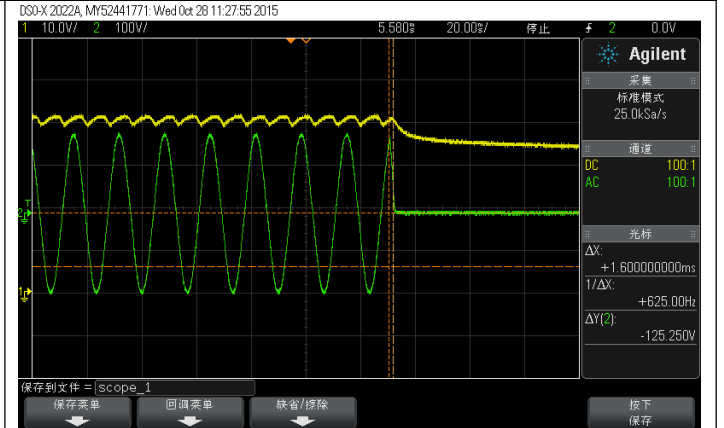 DSO-X 2022A, MY52441771: Wed Oct 28 11:27:55 2015
1 10.0V/ 2 100V/ 5.580s 20.00s/ 停止 2 0.0V
Agilent
采集
标准模式
25.0kSa/s
通道
DC 100:1
AC 100:1
光标
ΔX:
+1.600000000ms
1/ΔX:
+625.00Hz
ΔY(2):
-125.250V
T
2
1
保存到文件 = scope_1
保存菜单 回调菜单 缺省/擦除 按下
保存